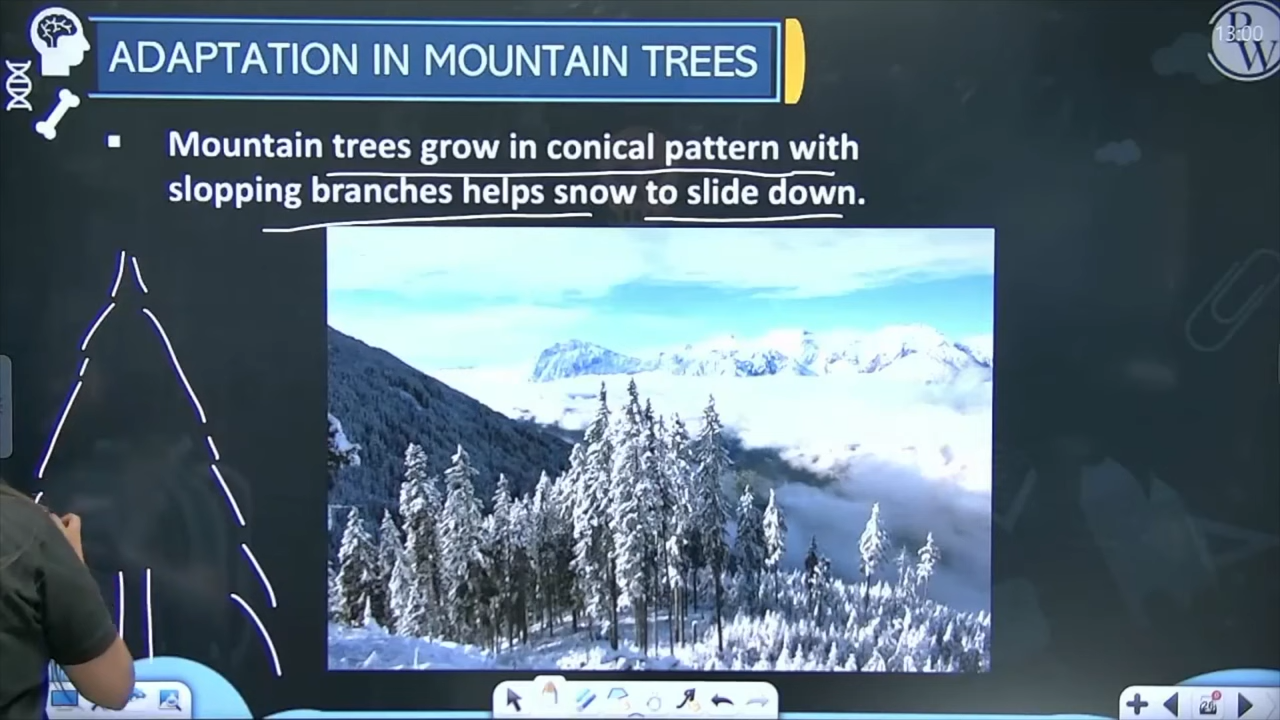 ADAPTATION IN MOUNTAIN TREES
13:00
P
W
Mountain trees grow in conical pattern with
slopping branches helps snow to slide down.